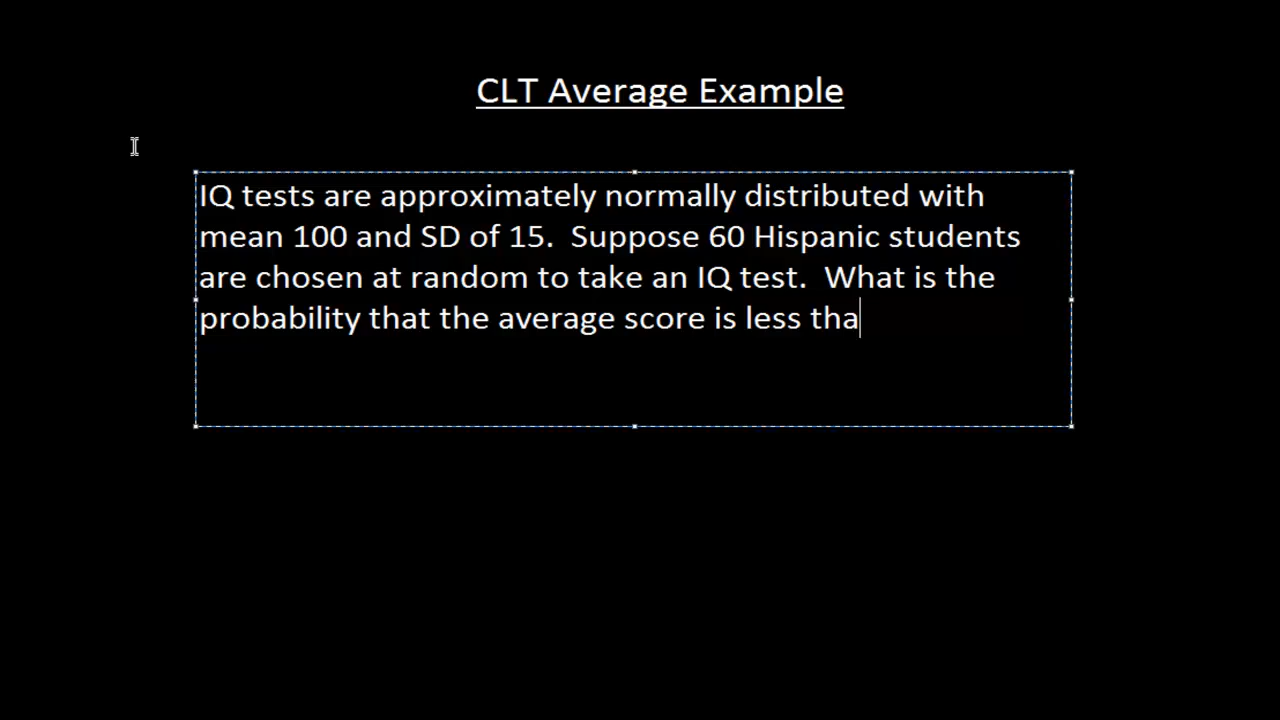 CLT Average Example
IQ tests are approximately normally distributed with
mean 100 and SD of 15.  Suppose 60 Hispanic students
are chosen at random to take an IQ test.  What is the
probability that the average score is less tha